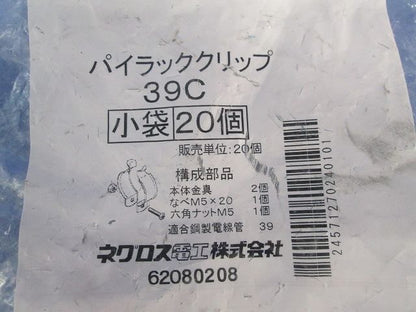 パイラッククリップ
39C
小袋20個
販売単位:20個
構成部品
本体金具 2個
なべM5×20 1個
六角ナットM5 1個
適合鋼製電線管 39
ネグロス電工株式会社
62080208
24571270240101